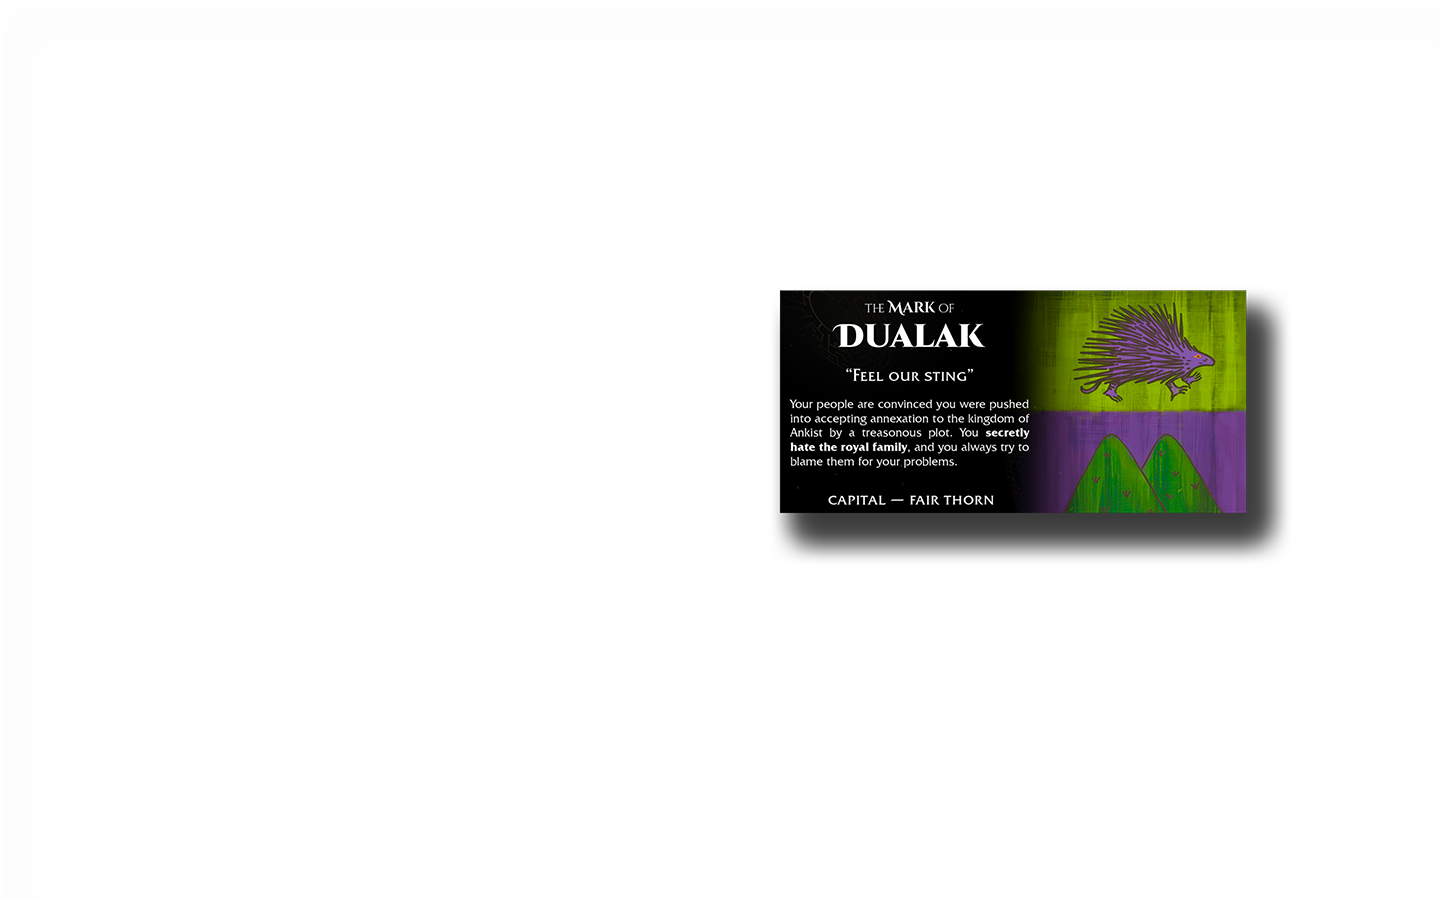 THE MARK OF
DUALAK
“FEEL OUR STING”
Your people are convinced you were pushed
into accepting annexation to the kingdom of
Ankist by a treasonous plot. You secretly
hate the royal family, and you always try to
blame them for your problems.
CAPITAL — FAIR THORN